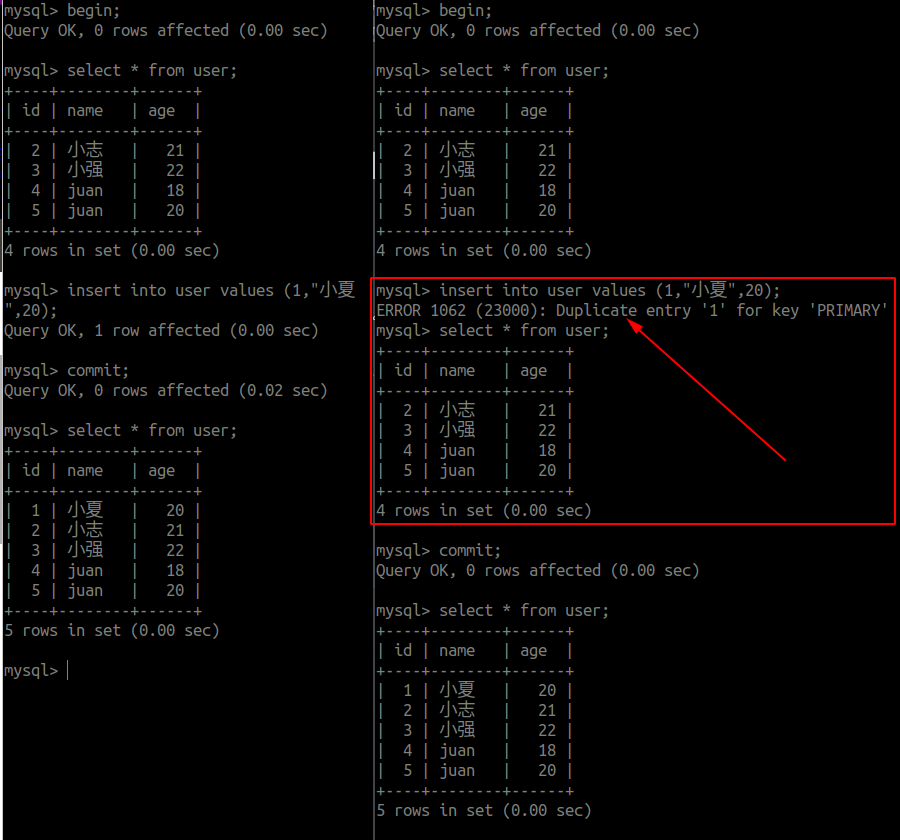 mysql> begin;
Query OK, 0 rows affected (0.00 sec)
mysql> select * from user;
+----+--------+------+
| id | name   | age  |
+----+--------+------+
|  2 | 小志   |   21 |
|  3 | 小强   |   22 |
|  4 | juan   |   18 |
|  5 | juan   |   20 |
+----+--------+------+
4 rows in set (0.00 sec)
mysql> insert into user values (1,"小夏
",20);
Query OK, 1 row affected (0.00 sec)
mysql> commit;
Query OK, 0 rows affected (0.02 sec)
mysql> select * from user;
+----+--------+------+
| id | name   | age  |
+----+--------+------+
|  1 | 小夏   |   20 |
|  2 | 小志   |   21 |
|  3 | 小强   |   22 |
|  4 | juan   |   18 |
|  5 | juan   |   20 |
+----+--------+------+
5 rows in set (0.00 sec)
mysql>
mysql> begin;
Query OK, 0 rows affected (0.00 sec)
mysql> select * from user;
+----+--------+------+
| id | name   | age  |
+----+--------+------+
|  2 | 小志   |   21 |
|  3 | 小强   |   22 |
|  4 | juan   |   18 |
|  5 | juan   |   20 |
+----+--------+------+
4 rows in set (0.00 sec)
mysql> insert into user values (1,"小夏",20);
ERROR 1062 (23000): Duplicate entry '1' for key 'PRIMARY'
mysql> select * from user;
+----+--------+------+
| id | name   | age  |
+----+--------+------+
|  2 | 小志   |   21 |
|  3 | 小强   |   22 |
|  4 | juan   |   18 |
|  5 | juan   |   20 |
+----+--------+------+
4 rows in set (0.00 sec)
mysql> commit;
Query OK, 0 rows affected (0.00 sec)
mysql> select * from user;
+----+--------+------+
| id | name   | age  |
+----+--------+------+
|  1 | 小夏   |   20 |
|  2 | 小志   |   21 |
|  3 | 小强   |   22 |
|  4 | juan   |   18 |
|  5 | juan   |   20 |
+----+--------+------+
5 rows in set (0.00 sec)